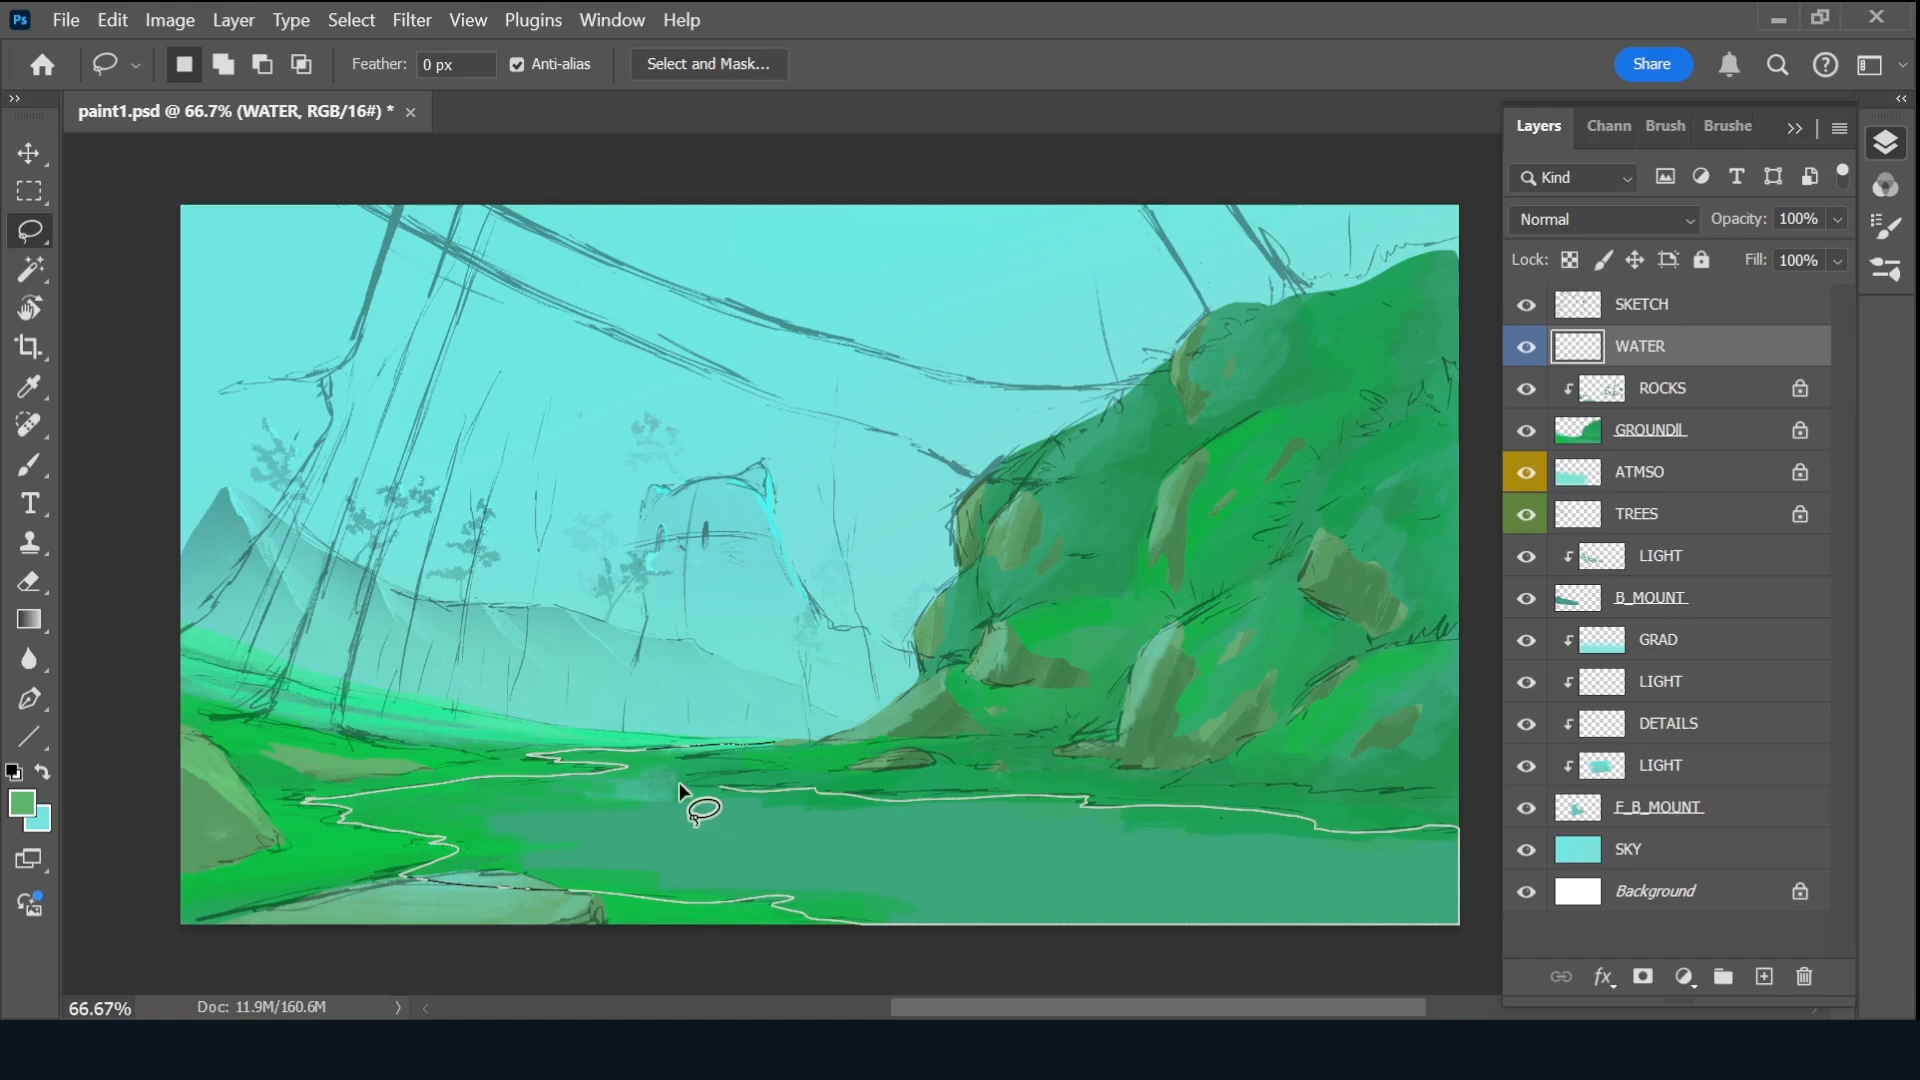 Ps File Edit Image Layer Type Select Filter View Plugins Window Help
Feather: 0 px Anti-alias Select and Mask... Share
paint1.psd @ 66.7% (WATER, RGB/16#) *
Layers Chann Brush Brushe
Kind
Normal Opacity: 100%
Lock: Fill: 100%
SKETCH
WATER
ROCKS
GROUNDll
ATMSO
TREES
LIGHT
B_MOUNT
GRAD
LIGHT
DETAILS
LIGHT
F_B_MOUNT
SKY
Background
fx
66.67% Doc: 11.9M/160.6M